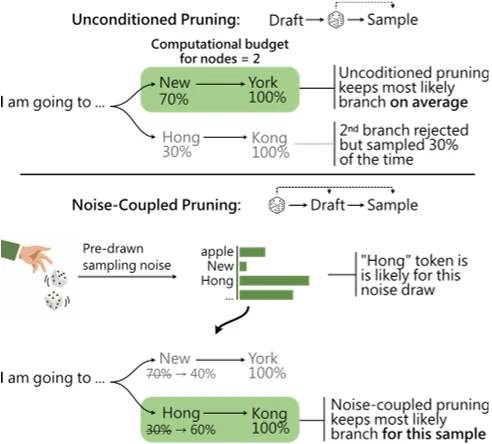 Unconditioned Pruning: Draft → Sample
Computational budget
for nodes = 2
I am going to ...
New → York
70% 100%
Unconditioned pruning
keeps most likely
branch on average
Hong → Kong
30% 100%
2nd branch rejected
but sampled 30%
of the time
Noise-Coupled Pruning: → Draft → Sample
Pre-drawn
sampling noise
apple
New
Hong
...
"Hong" token is
is likely for this
noise draw
I am going to ...
New → York
70% → 40% 100%
Hong → Kong
30% → 60% 100%
Noise-coupled pruning
keeps most likely
branch for this sample